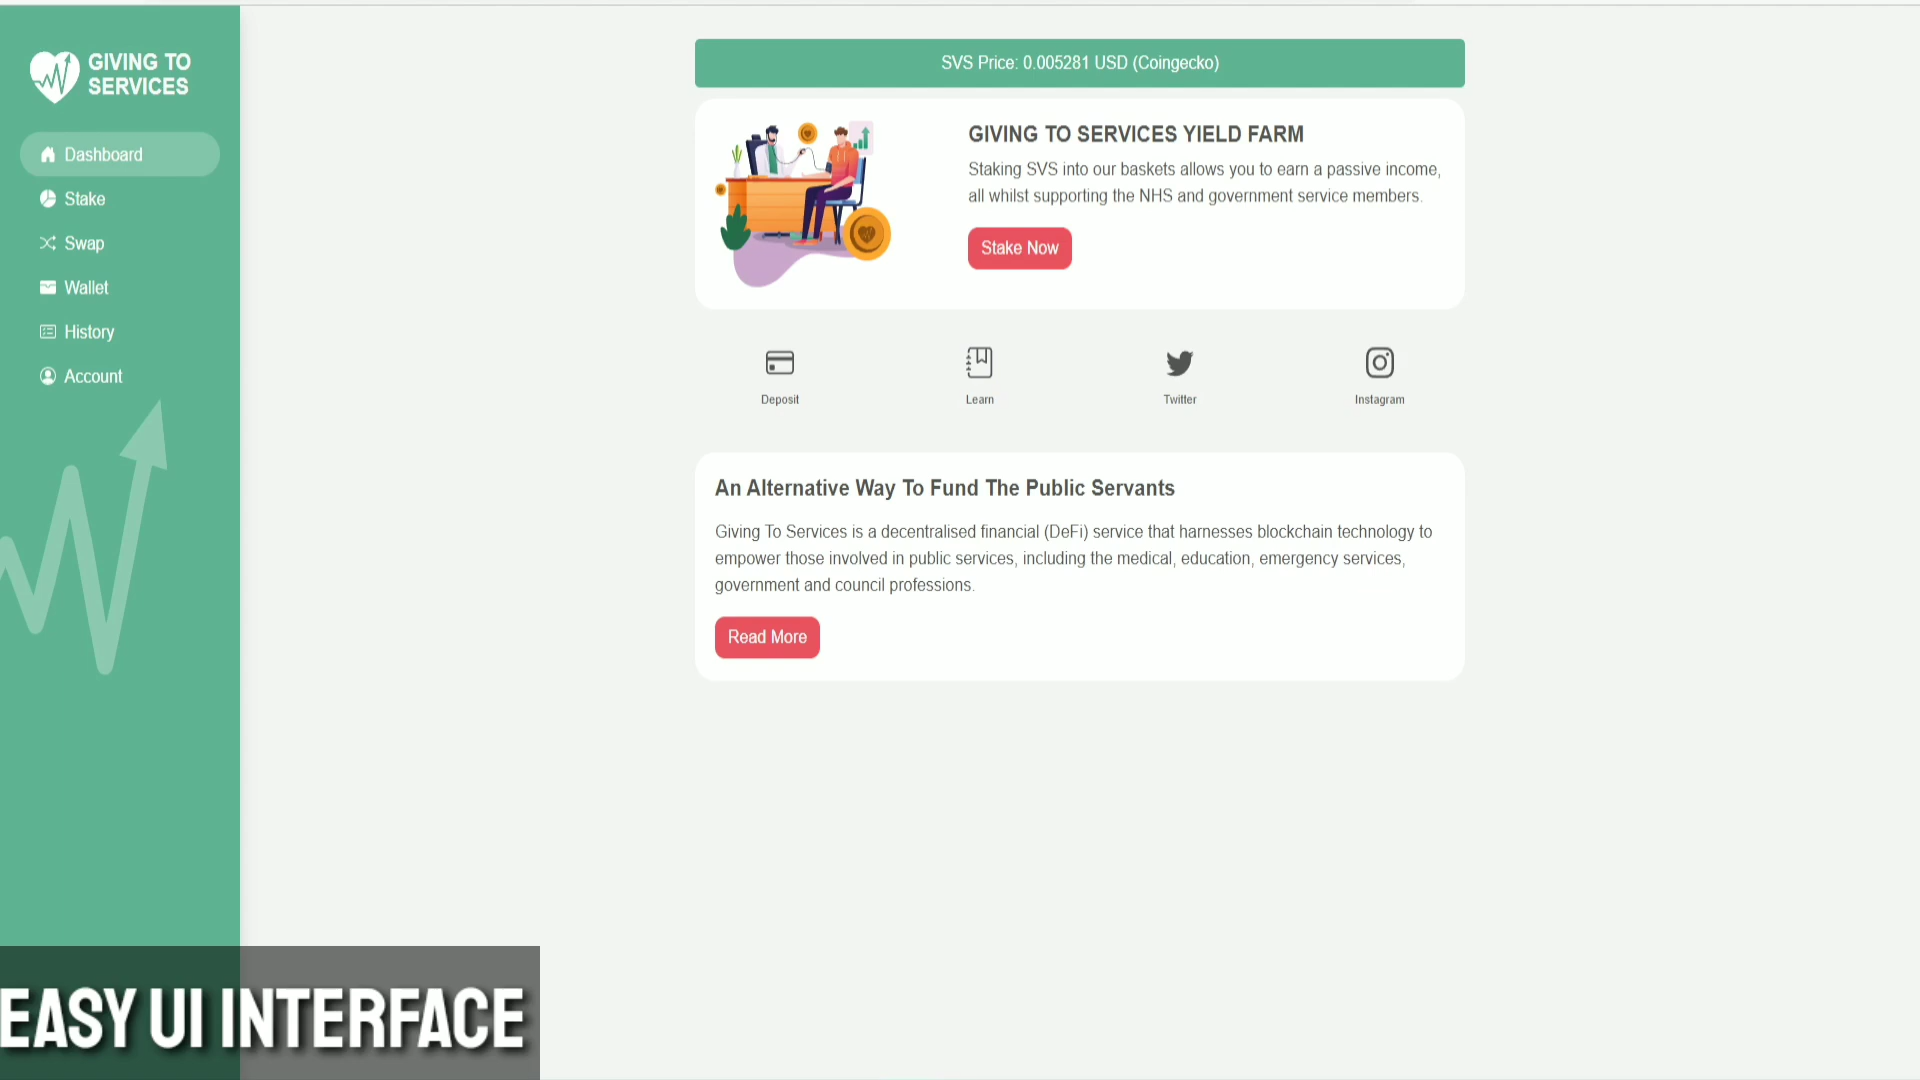 GIVING TO
SERVICES
Dashboard
Stake
Swap
Wallet
History
Account
SVS Price: 0.005281 USD (Coingecko)
GIVING TO SERVICES YIELD FARM
Staking SVS into our baskets allows you to earn a passive income,
all whilst supporting the NHS and government service members.
Stake Now
Deposit
Learn
Twitter
Instagram
An Alternative Way To Fund The Public Servants
Giving To Services is a decentralised financial (DeFi) service that harnesses blockchain technology to
empower those involved in public services, including the medical, education, emergency services,
government and council professions.
Read More
EASY UI INTERFACE